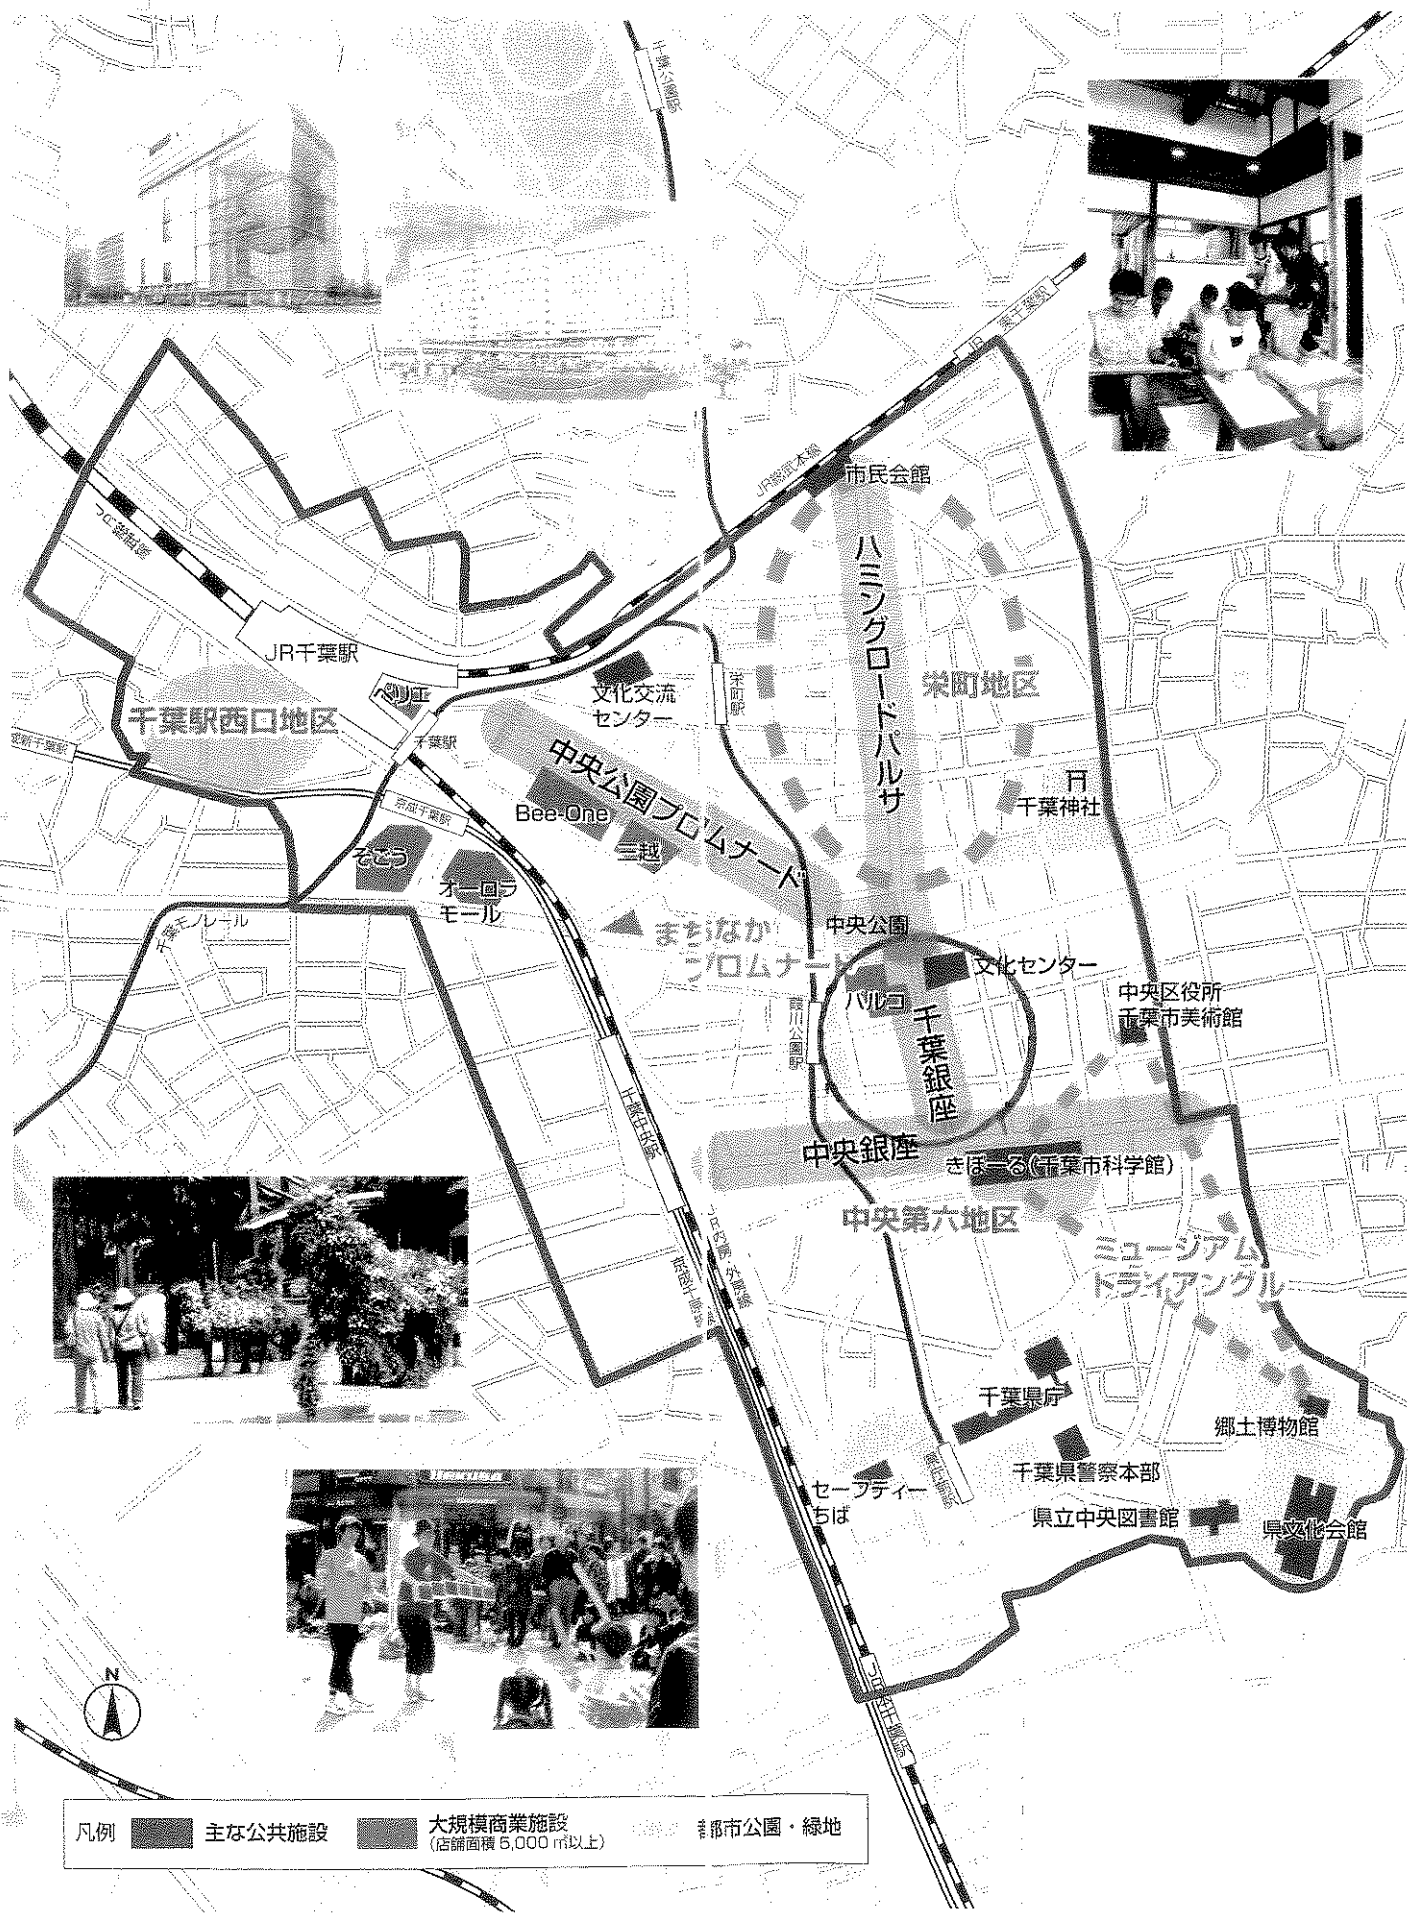 千葉公園駅
JR 東千葉駅
JR総武本線
市民会館
ハミングロードパルサ
栄町地区
JR千葉駅
ペリエ
千葉駅西口地区
千葉駅
文化交流
センター
栄町駅
中央公園プロムナード
Bee-One
三越
京成千葉駅
そごう
オーロラ
モール
千葉神社
千葉モノレール
まちなか
プロムナード
中央公園
文化センター
パルコ
千葉銀座
葭川公園駅
中央区役所
千葉市美術館
千葉中央駅
中央銀座
きぼーる(千葉市科学館)
中央第六地区
ミュージアム
トライアングル
千葉県庁
郷土博物館
千葉県警察本部
セーフティー
ちば
県立中央図書館
県文化会館
JR本千葉駅
N
凡例
主な公共施設
大規模商業施設
(店舗面積 5,000 ㎡以上)
都市公園・緑地